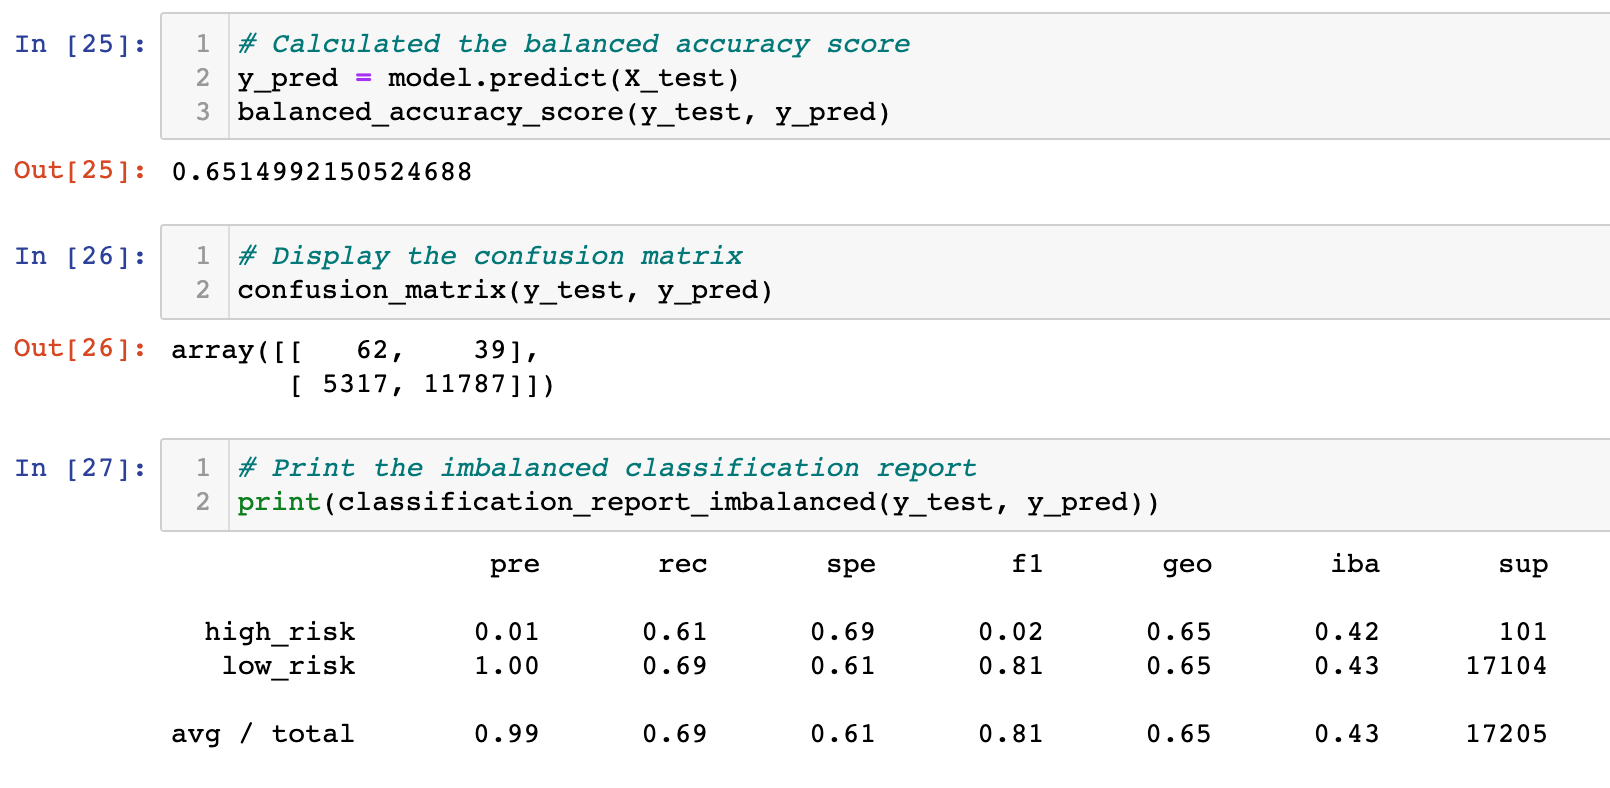 In [25]: 1 # Calculated the balanced accuracy score
2 y_pred = model.predict(X_test)
3 balanced_accuracy_score(y_test, y_pred)
Out[25]: 0.6514992150524688
In [26]: 1 # Display the confusion matrix
2 confusion_matrix(y_test, y_pred)
Out[26]: array([[   62,    39],
       [ 5317, 11787]])
In [27]: 1 # Print the imbalanced classification report
2 print(classification_report_imbalanced(y_test, y_pred))
pre rec spe f1 geo iba sup
high_risk 0.01 0.61 0.69 0.02 0.65 0.42 101
low_risk 1.00 0.69 0.61 0.81 0.65 0.43 17104
avg / total 0.99 0.69 0.61 0.81 0.65 0.43 17205